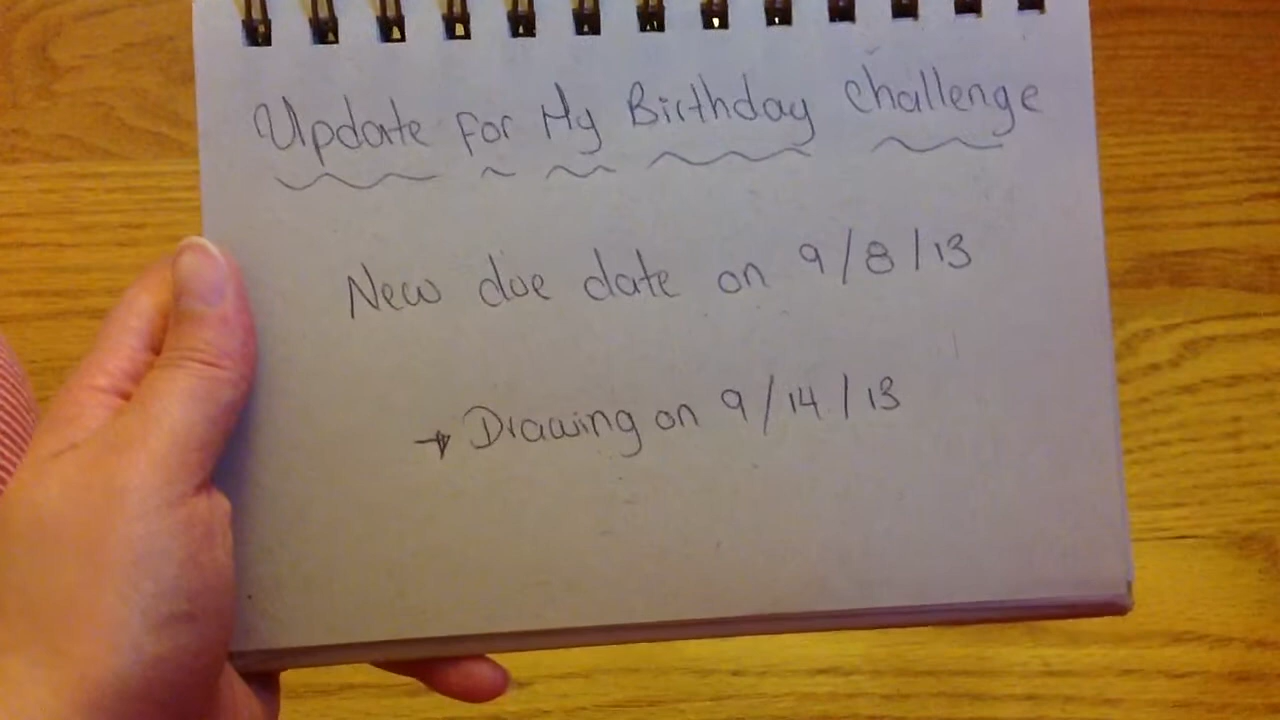 Update for My Birthday Challenge
New due date on 9/8/13
→ Drawing on 9/14/13